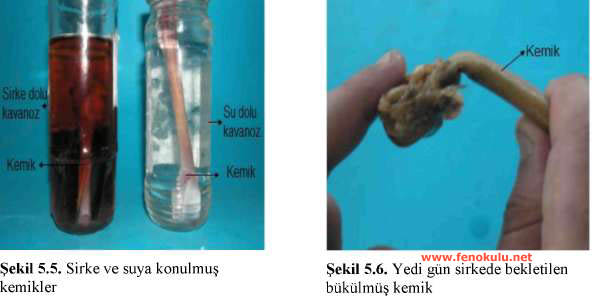 Sirke dolu
kavanoz
Kemik
Su dolu
kavanoz
Kemik
Şekil 5.5. Sirke ve suya konulmuş
kemikler
Kemik
www.fenokulu.net
Şekil 5.6. Yedi gün sirkede bekletilen
bükülmüş kemik